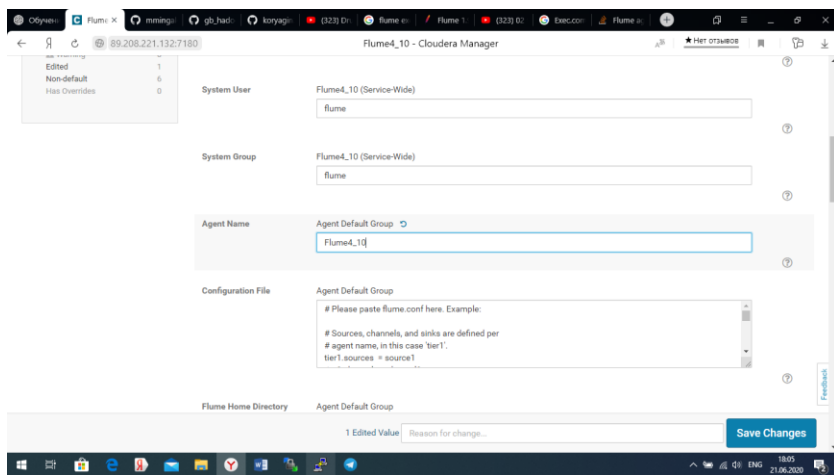 Обучен
Flume
mminga
gb_hado
koryagin
(323) Dr
flume ex
Flume 1.
(323) 02
Exec.con
Flume ag
89.208.221.132:7180
Flume4_10 - Cloudera Manager
★ Нет отзывов
Edited 1
Non-default 6
Has Overrides 0
System User
Flume4_10 (Service-Wide)
flume
System Group
Flume4_10 (Service-Wide)
flume
Agent Name
Agent Default Group
Flume4_10
Configuration File
Agent Default Group
# Please paste flume.conf here. Example:
# Sources, channels, and sinks are defined per
# agent name, in this case 'tier1'.
tier1.sources = source1
Flume Home Directory
Agent Default Group
Feedback
1 Edited Value
Reason for change...
Save Changes
ENG
18:05
21.06.2020